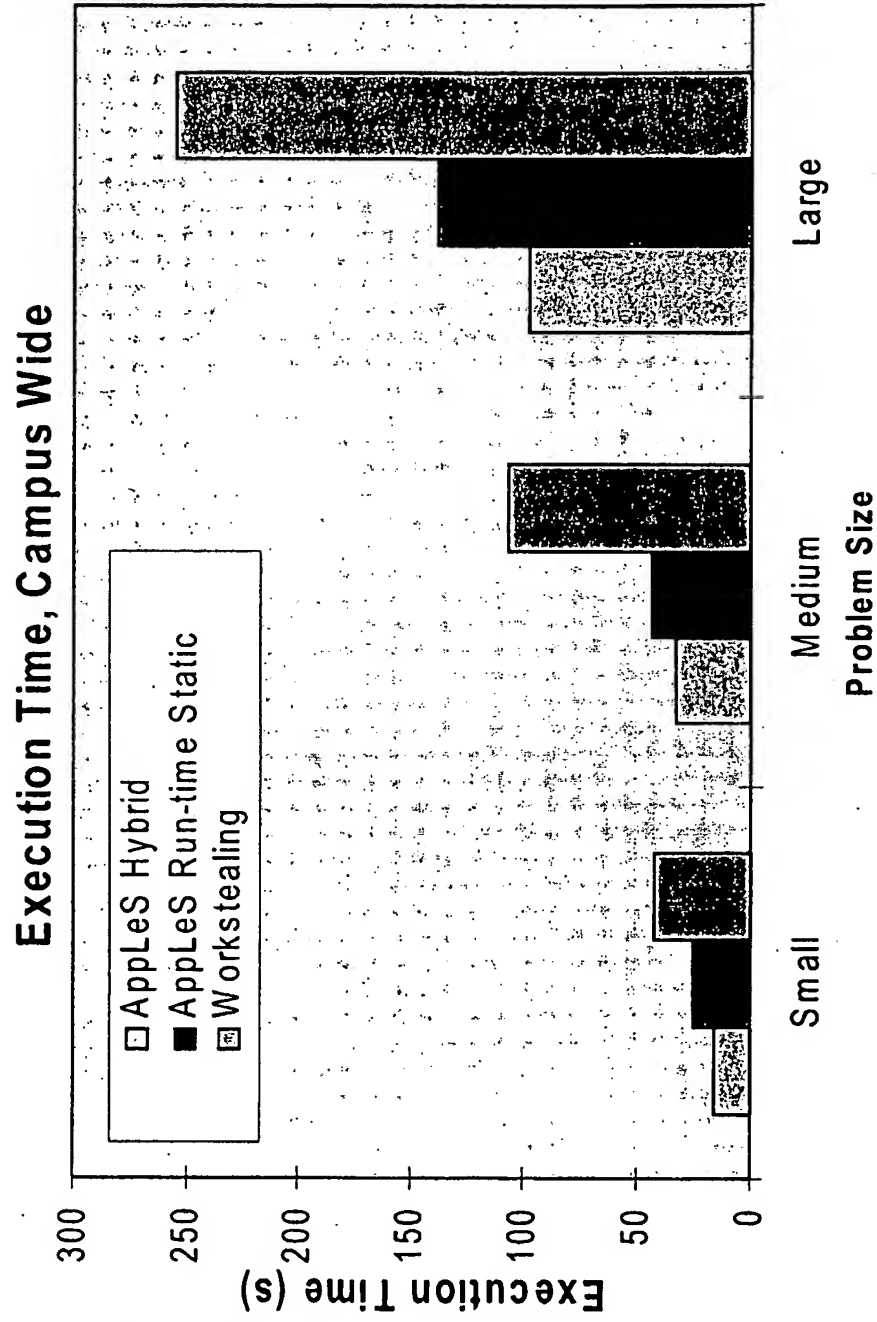 Execution Time, Campus Wide
AppLeS Hybrid
AppLeS Run-time Static
Workstealing
Execution Time (s)
300
250
200
150
100
50
0
Small
Medium
Large
Problem Size